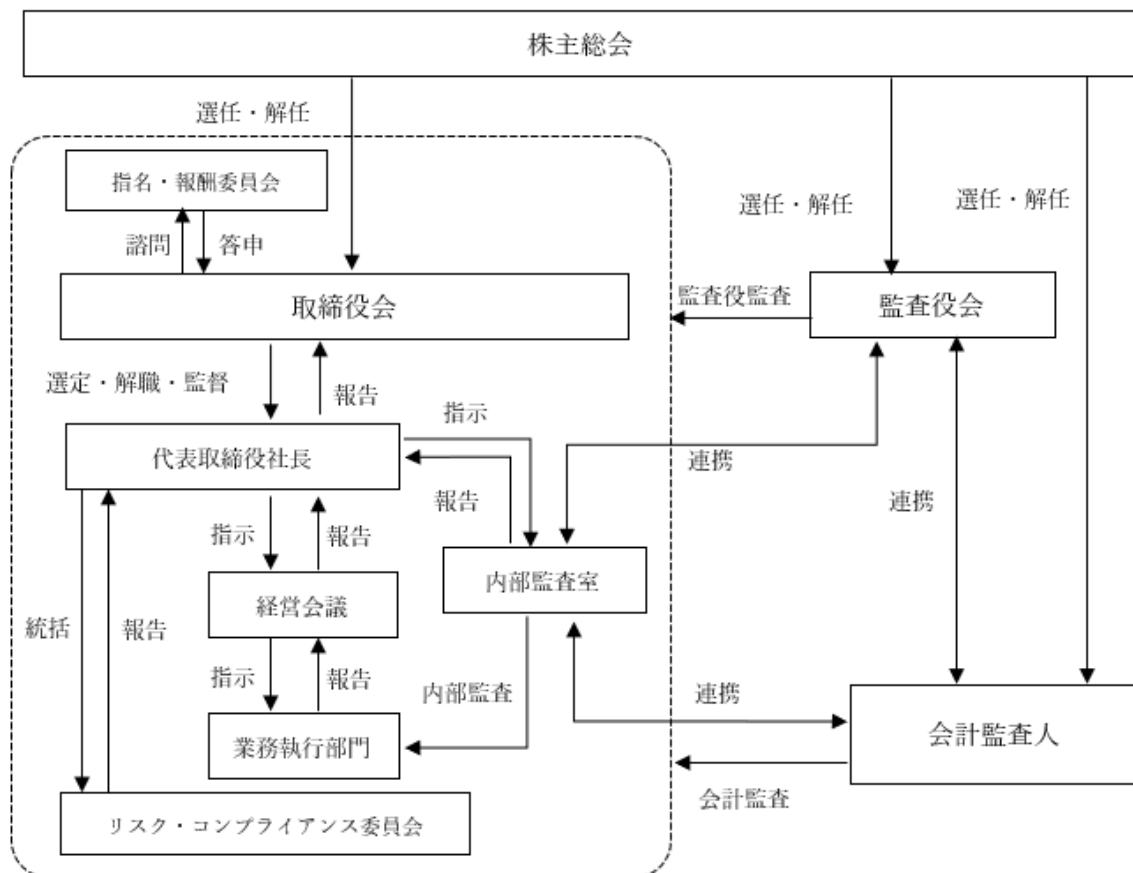 株主総会
選任・解任
指名・報酬委員会
選任・解任
選任・解任
諮問
答申
取締役会
監査役監査
監査役会
選定・解職・監督
報告
指示
代表取締役社長
連携
報告
連携
指示
報告
内部監査室
経営会議
統括
報告
指示
報告
内部監査
連携
業務執行部門
会計監査人
会計監査
リスク・コンプライアンス委員会